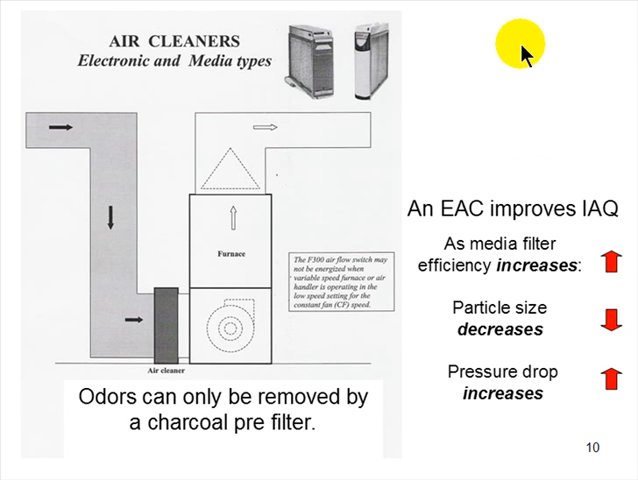 AIR CLEANERS
Electronic and Media types
Furnace
The F300 air flow switch may
not be energized when
variable speed furnace or air
handler is operating in the
low speed setting for the
constant fan (CF) speed.
Air cleaner
Odors can only be removed by
a charcoal pre filter.
An EAC improves IAQ
As media filter
efficiency increases:
Particle size
decreases
Pressure drop
increases
10